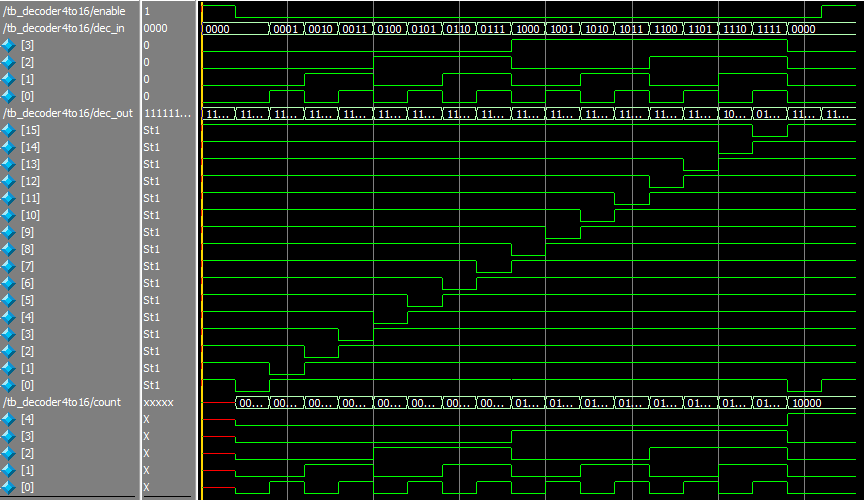 /tb_decoder4to16/enable 1
/tb_decoder4to16/dec_in 0000 0000 0001 0010 0011 0100 0101 0110 0111 1000 1001 1010 1011 1100 1101 1110 1111 0000
[3] 0
[2] 0
[1] 0
[0] 0
/tb_decoder4to16/dec_out 111111... 11... 11... 11... 11... 11... 11... 11... 11... 11... 11... 11... 11... 11... 11... 11... 10... 01... 11... 11...
[15] St1
[14] St1
[13] St1
[12] St1
[11] St1
[10] St1
[9] St1
[8] St1
[7] St1
[6] St1
[5] St1
[4] St1
[3] St1
[2] St1
[1] St1
[0] St1
/tb_decoder4to16/count xxxxx 00... 00... 00... 00... 00... 00... 00... 00... 01... 01... 01... 01... 01... 01... 01... 01... 10000
[4] X
[3] X
[2] X
[1] X
[0] X